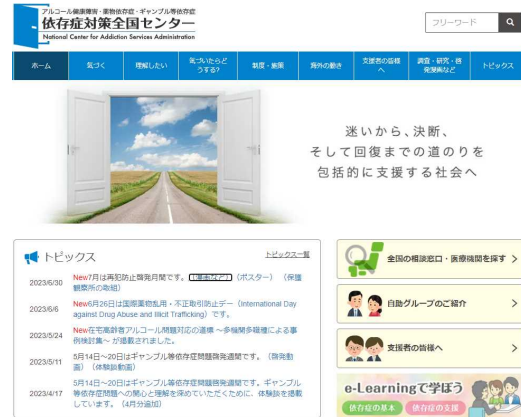 アルコール健康障害・薬物依存症・ギャンブル等依存症
依存症対策全国センター
National Center for Addiction Services Administration
フリーワード
ホーム
気づく
理解したい
気づいたらど
うする?
制度・施策
海外の動き
支援者の皆様
へ
調査・研究・啓
発漫画など
トピックス
迷いから、決断、
そして回復までの道のりを
包括的に支援する社会へ
トピックス
トピックス一覧
2023/6/30
New7月は再犯防止啓発月間です。(漫画など)(ポスター)(保護
観察所の取組)
2023/6/6
New6月26日は国際薬物乱用・不正取引防止デー(International Day
against Drug Abuse and Illicit Trafficking)です。
2023/5/24
New在宅高齢者アルコール問題対応の道標 ~多機関多職種による事
例検討集~ が掲載されました。
2023/5/11
5月14日~20日はギャンブル等依存症問題啓発週間です。(啓発動
画)(体験談動画)
2023/4/17
5月14日~20日はギャンブル等依存症問題啓発週間です。ギャンブル
等依存症問題への関心と理解を深めていただくために、体験談を掲載
しています。(4月分追加)
全国の相談窓口・医療機関を探す >
自助グループのご紹介 >
支援者の皆様へ >
e-Learningで学ぼう
依存症の基本
依存症の支援